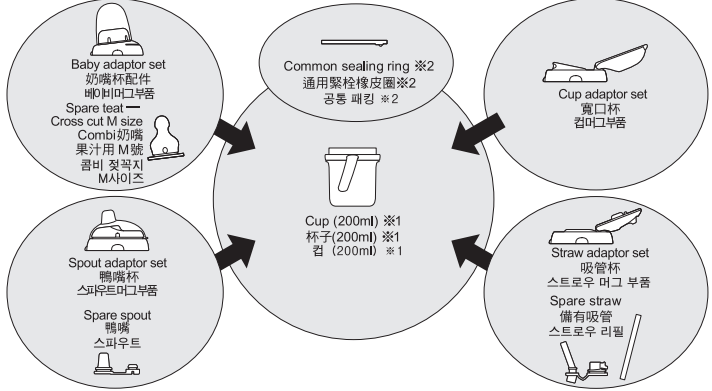 Baby adaptor set
奶嘴杯配件
베이비머그부품
Spare teat
Cross cut M size
Combi奶嘴
果汁用 M號
콤비 젖꼭지
M사이즈
Common sealing ring ※2
通用緊栓橡皮圈※2
공통 패킹 ※2
Cup adaptor set
寬口杯
컵머그부품
Cup (200ml) ※1
杯子(200ml) ※1
컵 (200ml) ※1
Spout adaptor set
鴨嘴杯
스파우트머그부품
Spare spout
鴨嘴
스파우트
Straw adaptor set
吸管杯
스트로우 머그 부품
Spare straw
備有吸管
스트로우 리필